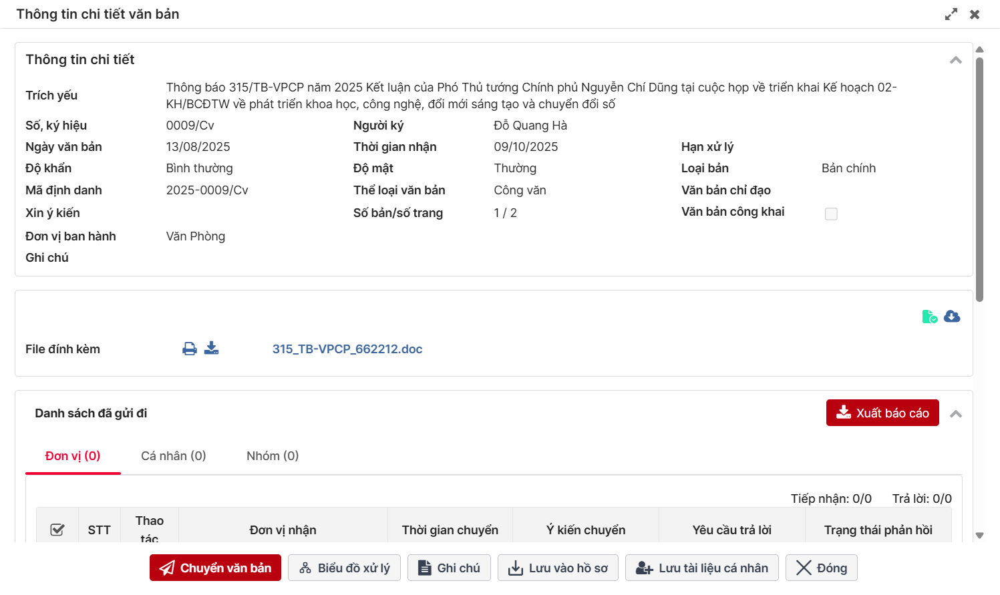 Thông tin chi tiết văn bản
Thông tin chi tiết
Trích yếu
Thông báo 315/TB-VPCP năm 2025 Kết luận của Phó Thủ tướng Chính phủ Nguyễn Chí Dũng tại cuộc họp về triển khai Kế hoạch 02-
KH/BCĐTW về phát triển khoa học, công nghệ, đổi mới sáng tạo và chuyển đổi số
Số, ký hiệu 0009/Cv Người ký Đỗ Quang Hà
Ngày văn bản 13/08/2025 Thời gian nhận 09/10/2025 Hạn xử lý
Độ khẩn Bình thường Độ mật Thường Loại bản Bản chính
Mã định danh 2025-0009/Cv Thể loại văn bản Công văn Văn bản chỉ đạo
Xin ý kiến Số bản/số trang 1 / 2 Văn bản công khai
Đơn vị ban hành Văn Phòng
Ghi chú
File đính kèm 315_TB-VPCP_662212.doc
Danh sách đã gửi đi Xuất báo cáo
Đơn vị (0) Cá nhân (0) Nhóm (0)
Tiếp nhận: 0/0 Trả lời: 0/0
STT Thao tác Đơn vị nhận Thời gian chuyển Ý kiến chuyển Yêu cầu trả lời Trạng thái phản hồi
Chuyển văn bản Biểu đồ xử lý Ghi chú Lưu vào hồ sơ Lưu tài liệu cá nhân Đóng